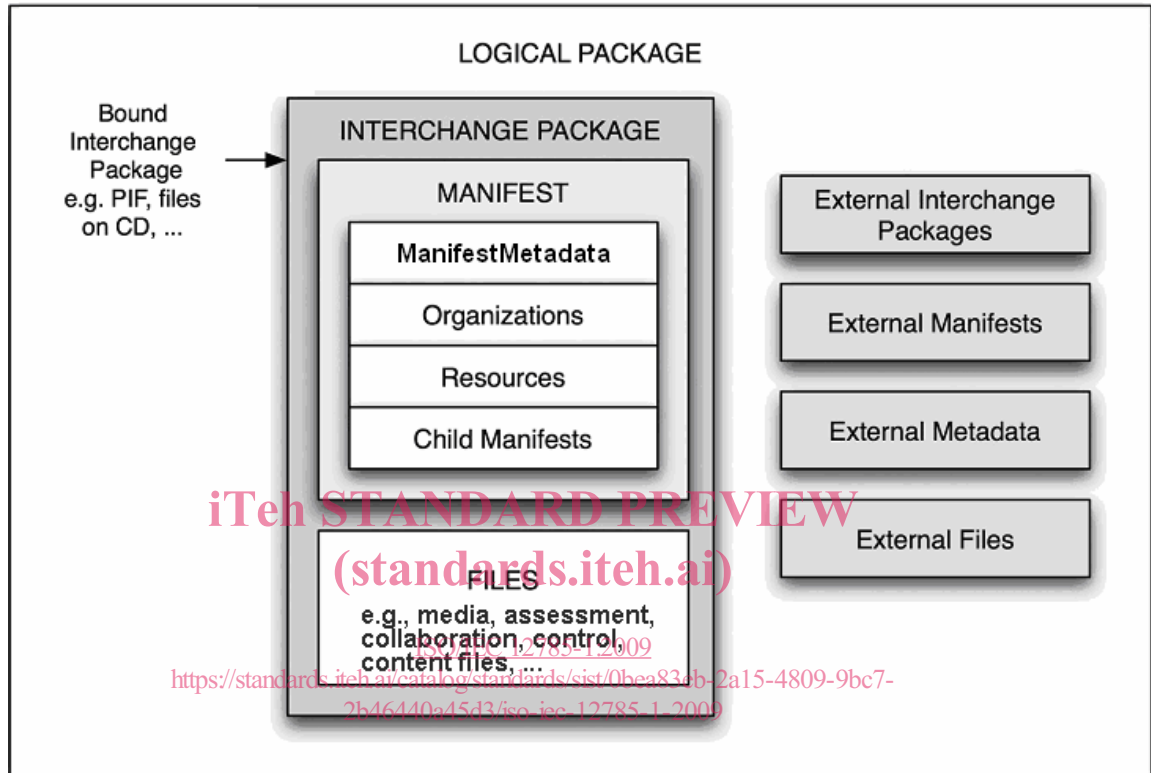 LOGICAL PACKAGE
Bound
Interchange
Package
e.g. PIF, files
on CD, ...
INTERCHANGE PACKAGE
MANIFEST
ManifestMetadata
Organizations
Resources
Child Manifests
FILES
e.g., media, assessment,
collaboration, control,
content files, ...
External Interchange
Packages
External Manifests
External Metadata
External Files
iTeh STANDARD PREVIEW
(standards.iteh.ai)
ISO/IEC 12785-1:2009
https://standards.iteh.ai/catalog/standards/sist/0bea83eb-2a15-4809-9bc7-
2b46440a45d3/iso-iec-12785-1-2009